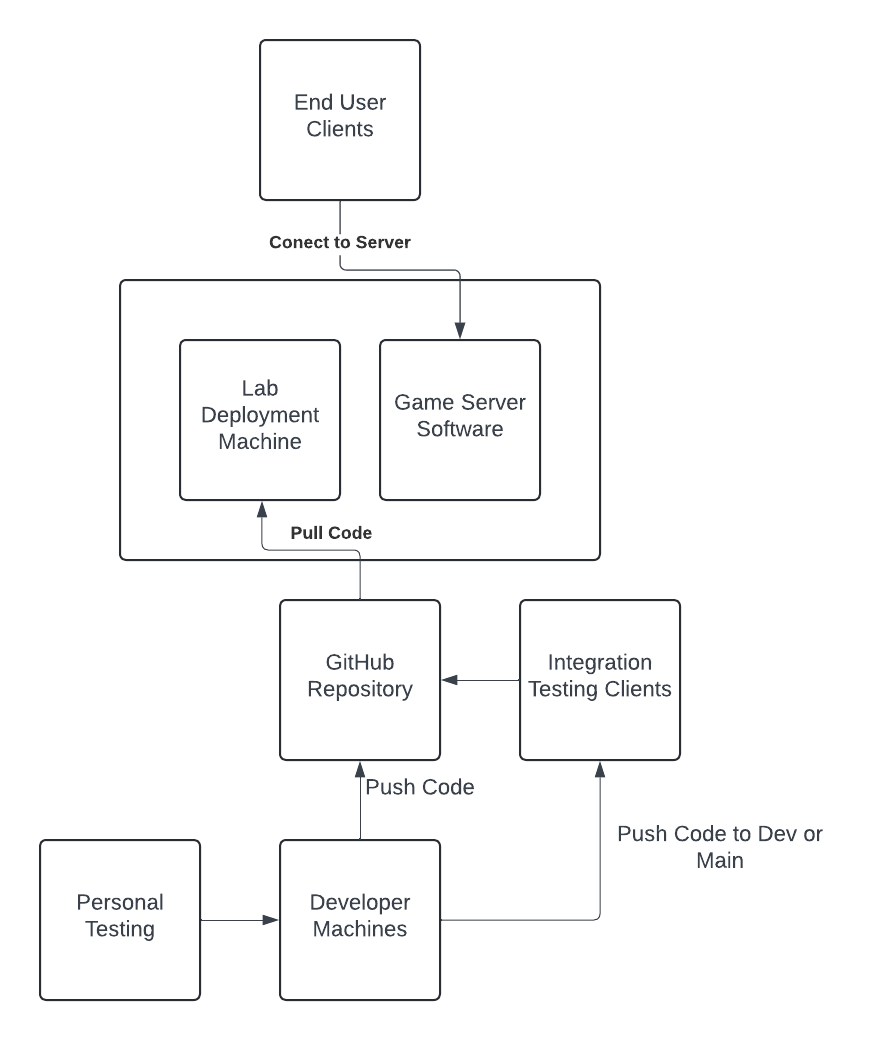 End User
Clients
Conect to Server
Lab
Deployment
Machine
Game Server
Software
Pull Code
GitHub
Repository
Integration
Testing Clients
Push Code
Push Code to Dev or
Main
Personal
Testing
Developer
Machines